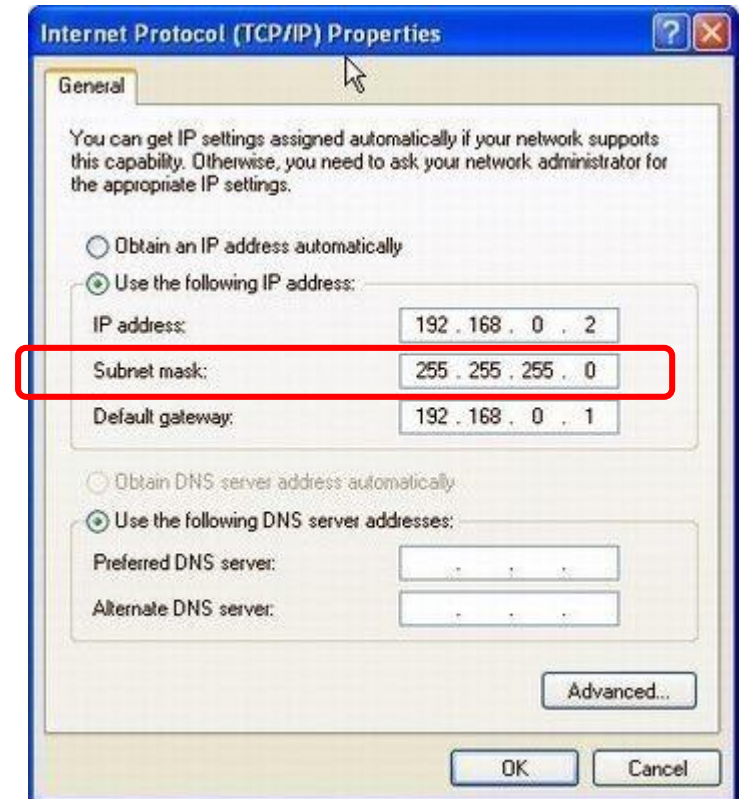 Internet Protocol (TCP/IP) Properties
General
You can get IP settings assigned automatically if your network supports
this capability. Otherwise, you need to ask your network administrator for
the appropriate IP settings.
Obtain an IP address automatically
Use the following IP address:
IP address: 192 . 168 . 0 . 2
Subnet mask: 255 . 255 . 255 . 0
Default gateway: 192 . 168 . 0 . 1
Obtain DNS server address automatically
Use the following DNS server addresses:
Preferred DNS server: . . .
Alternate DNS server: . . .
Advanced...
OK Cancel